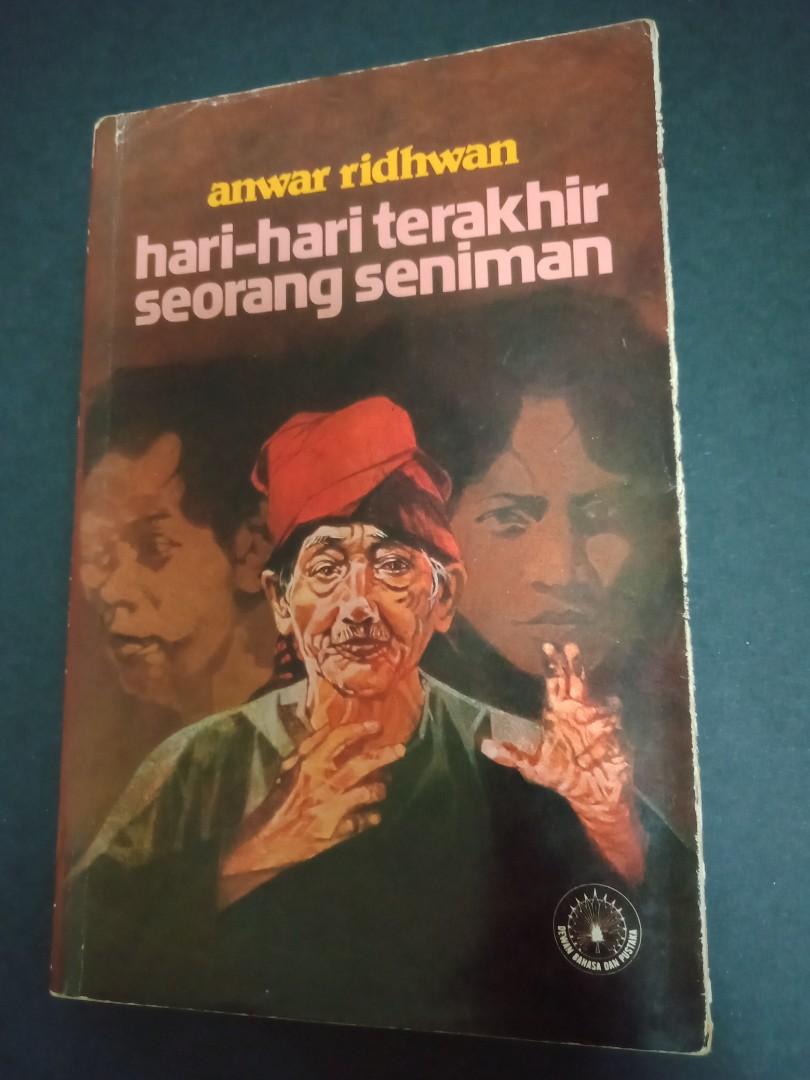 anwar ridhwan
hari-hari terakhir
seorang seniman
DEWAN BAHASA DAN PUSTAKA